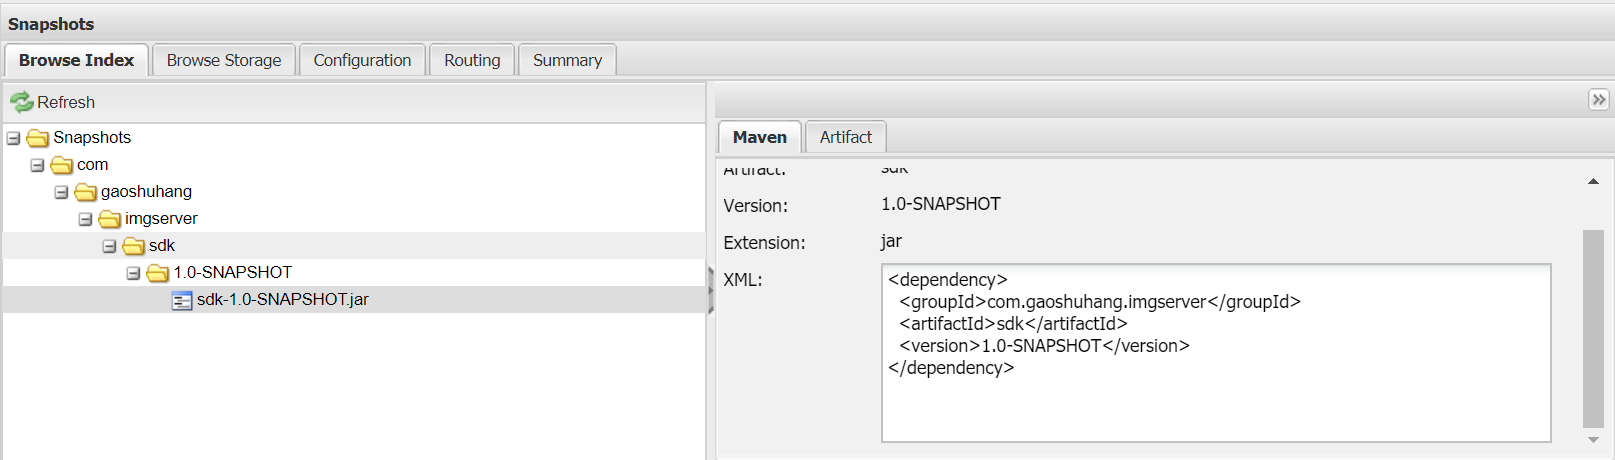 Snapshots
Browse Index
Browse Storage
Configuration
Routing
Summary
Refresh
Snapshots
com
gaoshuhang
imgserver
sdk
1.0-SNAPSHOT
sdk-1.0-SNAPSHOT.jar
Maven
Artifact
Artifact: sdk
Version: 1.0-SNAPSHOT
Extension: jar
XML:
<dependency>
<groupId>com.gaoshuhang.imgserver</groupId>
<artifactId>sdk</artifactId>
<version>1.0-SNAPSHOT</version>
</dependency>